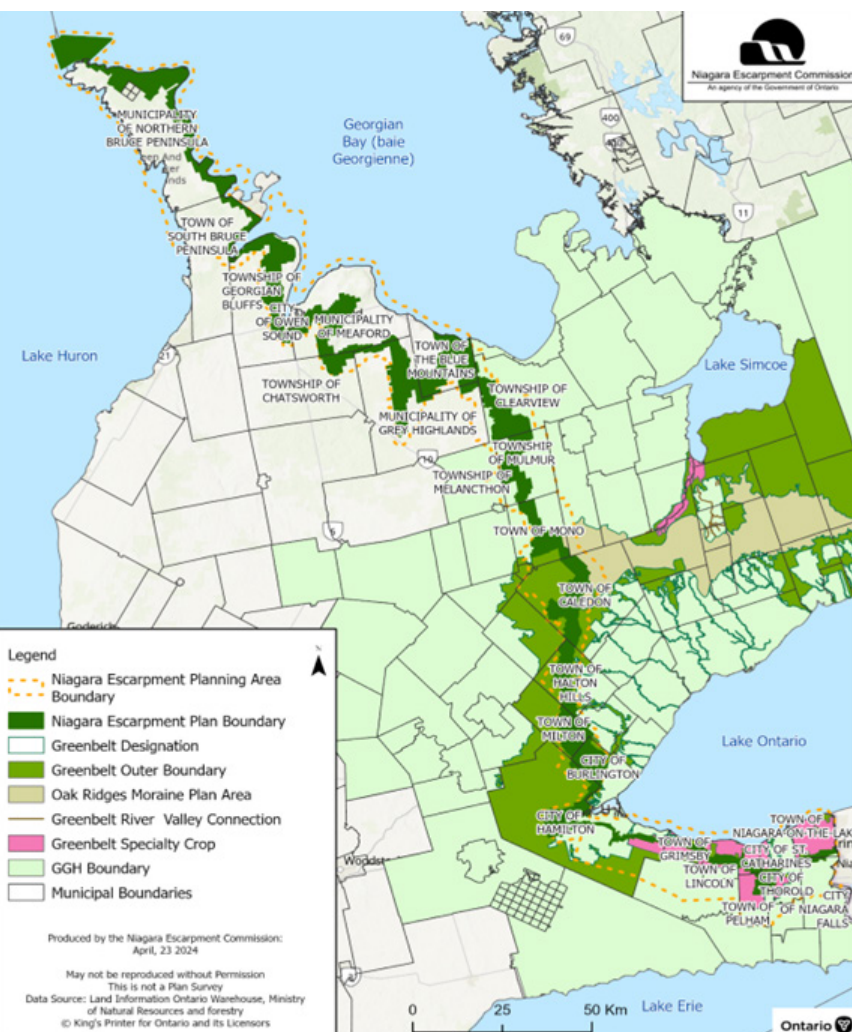 Niagara Escarpment Commission
An agency of the Government of Ontario
69
400
11
Georgian
Bay (baie
Georgienne)
MUNICIPALITY
OF NORTHERN
BRUCE PENINSULA
TOWN OF
SOUTH BRUCE
PENINSULA
TOWNSHIP OF
GEORGIAN
BLUFFS
CITY
OF OWEN
SOUND
MUNICIPALITY
OF MEAFORD
TOWN OF
THE BLUE
MOUNTAINS
Lake Huron
21
Lake Simcoe
TOWNSHIP OF
CHATSWORTH
TOWNSHIP OF
CLEARVIEW
MUNICIPALITY OF
GREY HIGHLANDS
10
TOWNSHIP
OF MULMUR
TOWNSHIP OF
MELANCTHON
6
TOWN OF MONO
TOWN OF
CALEDON
Goderich
TOWN OF
HALTON
HILLS
TOWN OF
MILTON
Lake Ontario
CITY OF
BURLINGTON
CITY OF
HAMILTON
TOWN OF
GRIMSBY
TOWN OF
NIAGARA ON THE LAK
CITY OF ST.
CATHARINES
TOWN OF
LINCOLN
CITY OF
THOROLD
TOWN OF
PELHAM
CITY
OF NIAGARA
FALLS
Woodst
Lake Erie
Legend
N
Niagara Escarpment Planning Area
Boundary
Niagara Escarpment Plan Boundary
Greenbelt Designation
Greenbelt Outer Boundary
Oak Ridges Moraine Plan Area
Greenbelt River Valley Connection
Greenbelt Specialty Crop
GGH Boundary
Municipal Boundaries
Produced by the Niagara Escarpment Commission:
April, 23 2024
May not be reproduced without Permission
This is not a Plan Survey
Data Source: Land Information Ontario Warehouse, Ministry
of Natural Resources and forestry
© King's Printer for Ontario and its Licensors
0 25 50 Km
Ontario